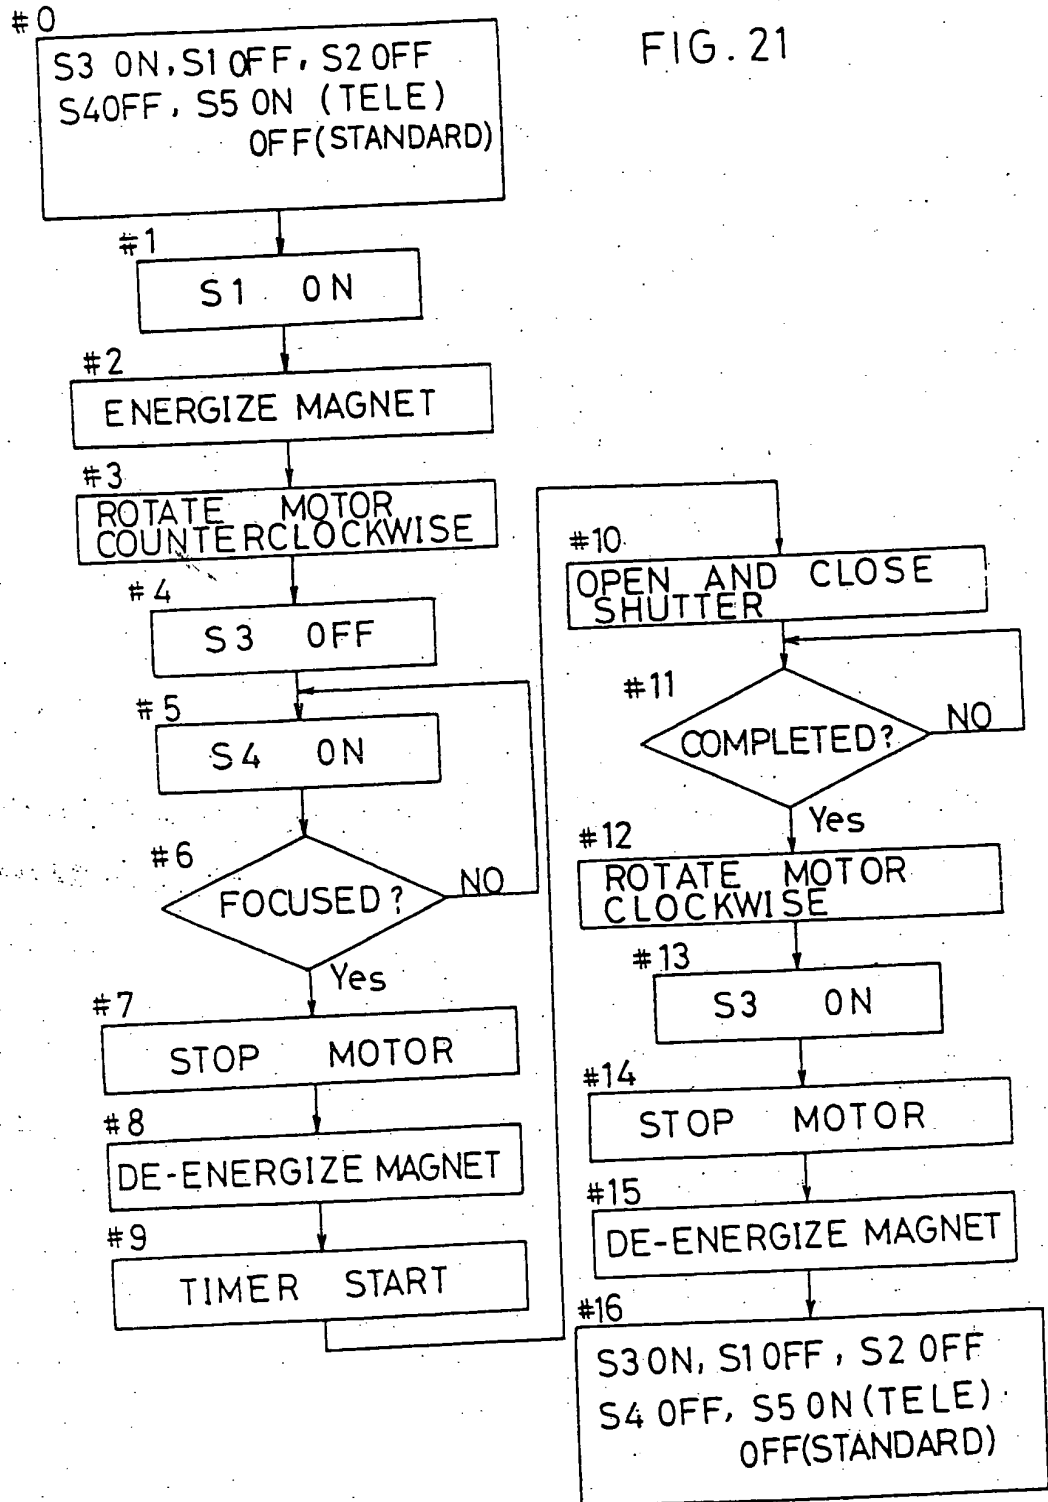 FIG. 21
#0
S3 ON, S1 OFF, S2 OFF
S4 OFF, S5 ON (TELE)
OFF (STANDARD)
#1
S1 ON
#2
ENERGIZE MAGNET
#3
ROTATE MOTOR
COUNTERCLOCKWISE
#4
S3 OFF
#5
S4 ON
#6
FOCUSED?
NO
Yes
#7
STOP MOTOR
#8
DE-ENERGIZE MAGNET
#9
TIMER START
#10
OPEN AND CLOSE
SHUTTER
#11
COMPLETED?
NO
Yes
#12
ROTATE MOTOR
CLOCKWISE
#13
S3 ON
#14
STOP MOTOR
#15
DE-ENERGIZE MAGNET
#16
S3 ON, S1 OFF, S2 OFF
S4 OFF, S5 ON (TELE)
OFF (STANDARD)